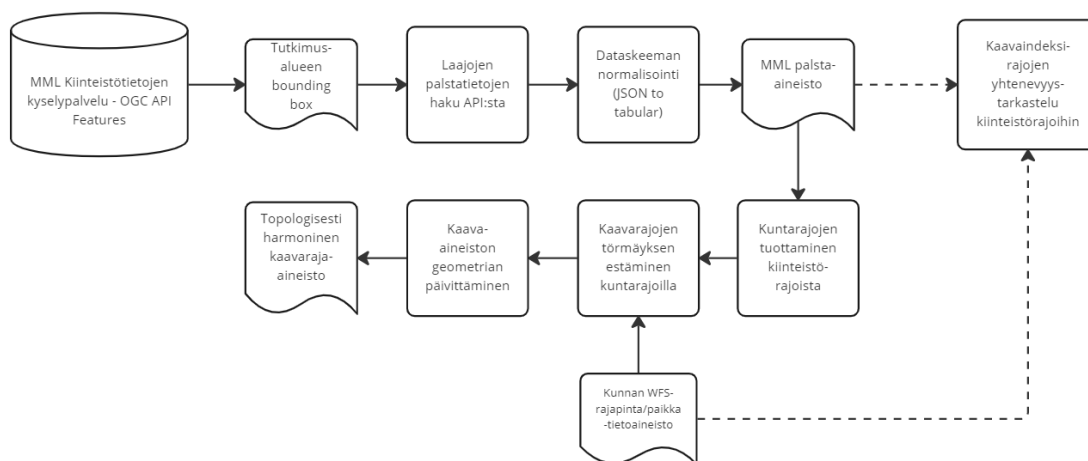 MML Kiinteistötietojen
kyselypalvelu - OGC API
Features
Tutkimus-
alueen
bounding
box
Laajojen
palstatietojen
haku API:sta
Dataskeeman
normalisointi
(JSON to
tabular)
MML palsta-
aineisto
Kaavaindeksi-
rajojen
yhtenevyys-
tarkastelu
kiinteistörajoihin
Topologisesti
harmoninen
kaavaraja-
aineisto
Kaava-
aineiston
geometrian
päivittäminen
Kaavarajojen
törmäyksen
estäminen
kuntarajoilla
Kuntarajojen
tuottaminen
kiinteistö-
rajoista
Kunnan WFS-
rajapinta/paikka
-tietoaineisto